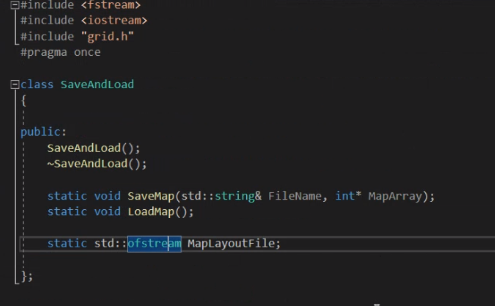 #include <fstream>
#include <iostream>
#include "grid.h"
#pragma once
class SaveAndLoad
{
public:
SaveAndLoad();
~SaveAndLoad();
static void SaveMap(std::string& FileName, int* MapArray);
static void LoadMap();
static std::ofstream MapLayoutFile;
};